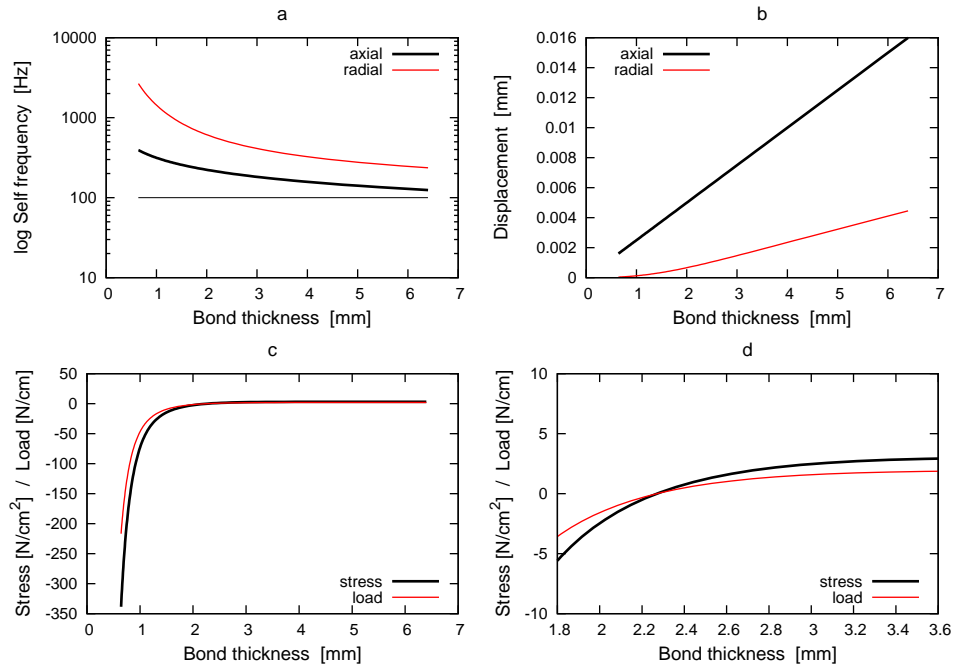 a
log Self frequency [Hz]
10000
1000
100
10
axial
radial
0 1 2 3 4 5 6 7
Bond thickness [mm]
b
Displacement [mm]
0.016
0.014
0.012
0.01
0.008
0.006
0.004
0.002
0
axial
radial
0 1 2 3 4 5 6 7
Bond thickness [mm]
c
Stress [N/cm²] / Load [N/cm]
50
0
-50
-100
-150
-200
-250
-300
-350
stress
load
0 1 2 3 4 5 6 7
Bond thickness [mm]
d
Stress [N/cm²] / Load [N/cm]
10
5
0
-5
-10
stress
load
1.8 2 2.2 2.4 2.6 2.8 3 3.2 3.4 3.6
Bond thickness [mm]